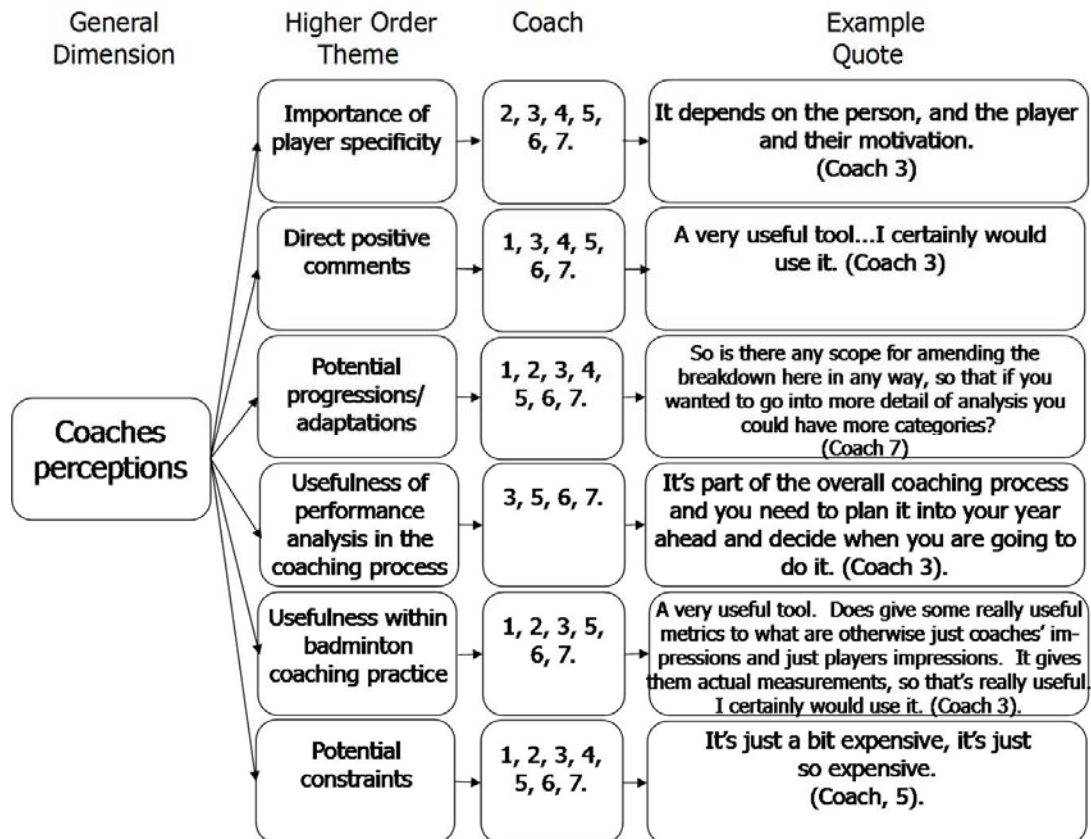 General
Dimension
Higher Order
Theme
Coach
Example
Quote
Coaches
perceptions
Importance of
player specificity
2, 3, 4, 5,
6, 7.
It depends on the person, and the player
and their motivation.
(Coach 3)
Direct positive
comments
1, 3, 4, 5,
6, 7.
A very useful tool...I certainly would
use it. (Coach 3)
Potential
progressions/
adaptations
1, 2, 3, 4,
5, 6, 7.
So is there any scope for amending the
breakdown here in any way, so that if you
wanted to go into more detail of analysis you
could have more categories?
(Coach 7)
Usefulness of
performance
analysis in the
coaching process
3, 5, 6, 7.
It's part of the overall coaching process
and you need to plan it into your year
ahead and decide when you are going to
do it. (Coach 3).
Usefulness within
badminton
coaching practice
1, 2, 3, 5,
6, 7.
A very useful tool.  Does give some really useful
metrics to what are otherwise just coaches' im-
pressions and just players impressions.  It gives
them actual measurements, so that's really useful.
I certainly would use it. (Coach 3).
Potential
constraints
1, 2, 3, 4,
5, 6, 7.
It's just a bit expensive, it's just
so expensive.
(Coach, 5).